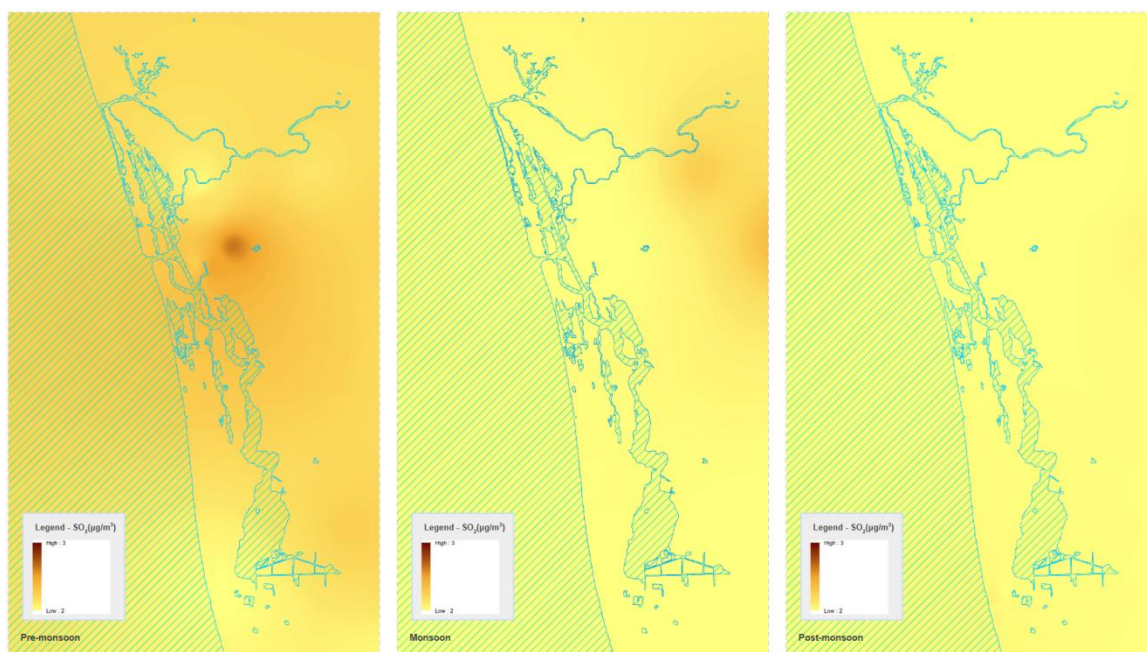 Legend - SO₂(µg/m³)
High : 3
Low : 2
Pre-monsoon
Legend - SO₂(µg/m³)
High : 3
Low : 2
Monsoon
Legend - SO₂(µg/m³)
High : 3
Low : 2
Post-monsoon